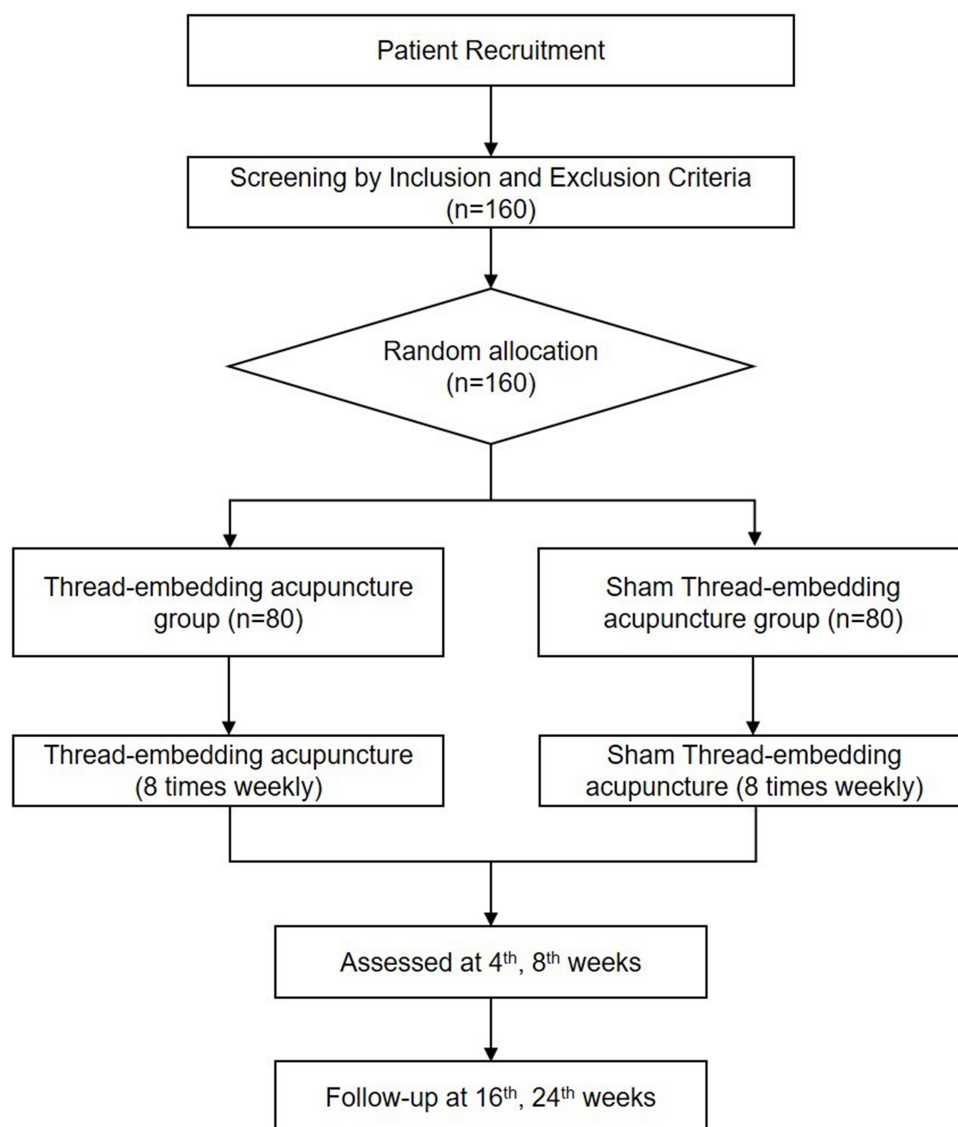 Patient Recruitment
Screening by Inclusion and Exclusion Criteria
(n=160)
Random allocation
(n=160)
Thread-embedding acupuncture
group (n=80)
Sham Thread-embedding
acupuncture group (n=80)
Thread-embedding acupuncture
(8 times weekly)
Sham Thread-embedding
acupuncture (8 times weekly)
Assessed at 4th, 8th weeks
Follow-up at 16th, 24th weeks